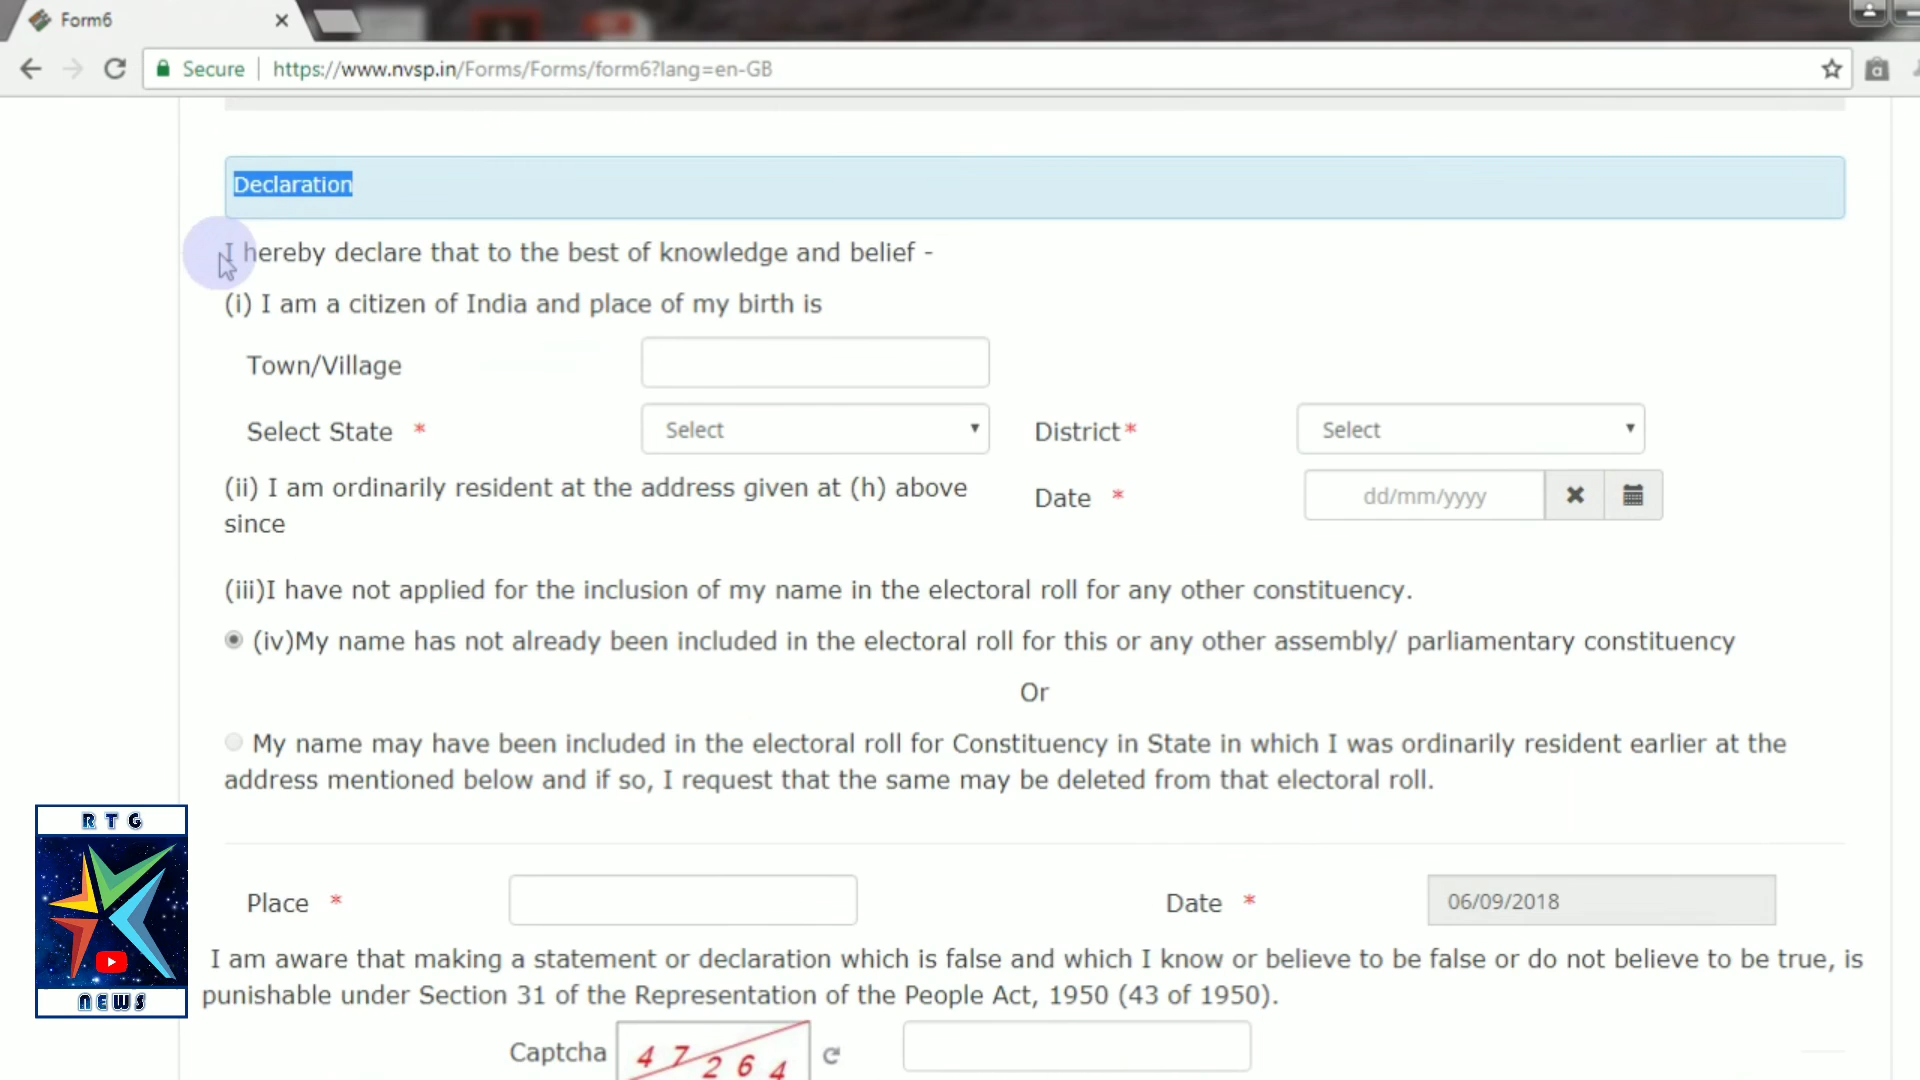 Form6
Secure
https://www.nvsp.in/Forms/Forms/form6?lang=en-GB
Declaration
I hereby declare that to the best of knowledge and belief -
(i) I am a citizen of India and place of my birth is
Town/Village
Select State * Select District* Select
(ii) I am ordinarily resident at the address given at (h) above
since
Date * dd/mm/yyyy
(iii)I have not applied for the inclusion of my name in the electoral roll for any other constituency.
(iv)My name has not already been included in the electoral roll for this or any other assembly/ parliamentary constituency
Or
My name may have been included in the electoral roll for Constituency in State in which I was ordinarily resident earlier at the
address mentioned below and if so, I request that the same may be deleted from that electoral roll.
RTG
NEWS
Place * Date * 06/09/2018
I am aware that making a statement or declaration which is false and which I know or believe to be false or do not believe to be true, is
punishable under Section 31 of the Representation of the People Act, 1950 (43 of 1950).
Captcha 47264